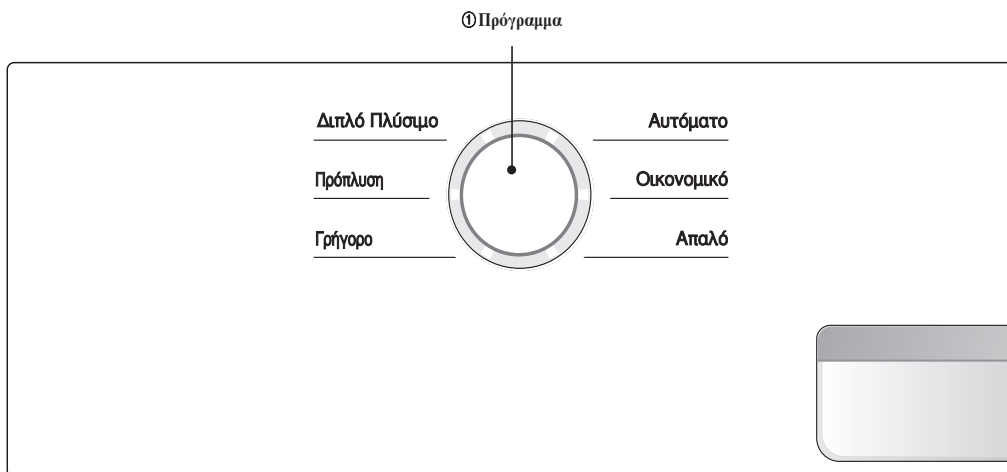 ①Πρόγραμμα
Διπλό Πλύσιμο
Αυτόματο
Πρόπλυση
Οικονομικό
Γρήγορο
Απαλό